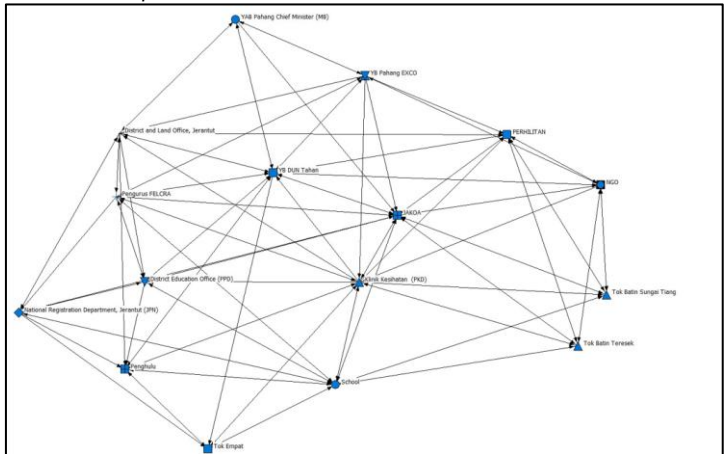 YAB Pahang Chief Minister (MB)
YB Pahang EXCO
District and Land Office, Jerantut
PERHILITAN
YB DUN Tahan
NGO
Pengurus FELCRA
JAKOA
District Education Office (PPD)
Klinik Kesihatan (PKD)
Tok Batin Sungai Tiang
National Registration Department, Jerantut (JPN)
Tok Batin Teresek
Penghulu
School
Tok Empat